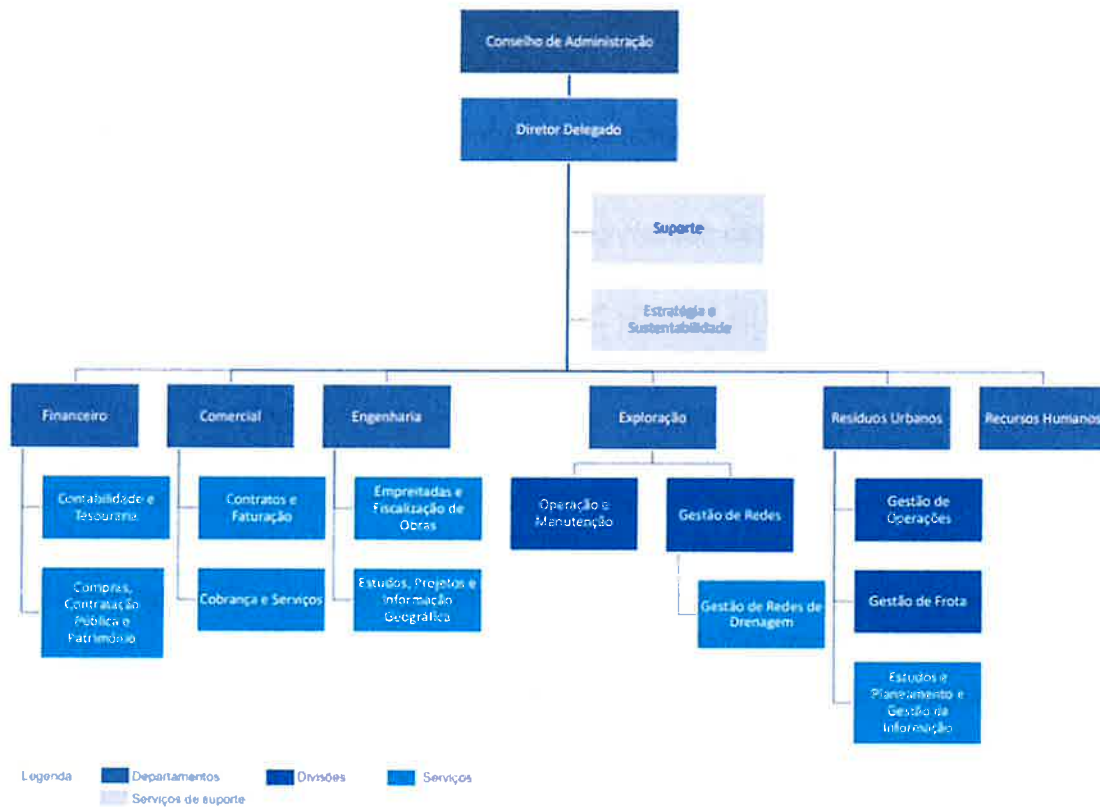 Conselho de Administração
Diretor Delegado
Suporte
Estratégia e
Sustentabilidade
Financeiro
Comercial
Engenharia
Exploração
Resíduos Urbanos
Recursos Humanos
Contabilidade e
Tesouraria
Contratos e
Faturação
Empreitadas e
Fiscalização de
Obras
Operação e
Manutenção
Gestão de Redes
Gestão de
Operações
Compras,
Contratação
Pública e
Património
Cobrança e Serviços
Estudos, Projetos e
Informação
Geográfica
Gestão de Redes de
Drenagem
Gestão de Frota
Estudos e
Planeamento e
Gestão da
Informação
Legenda
Departamentos
Divisões
Serviços
Serviços de suporte